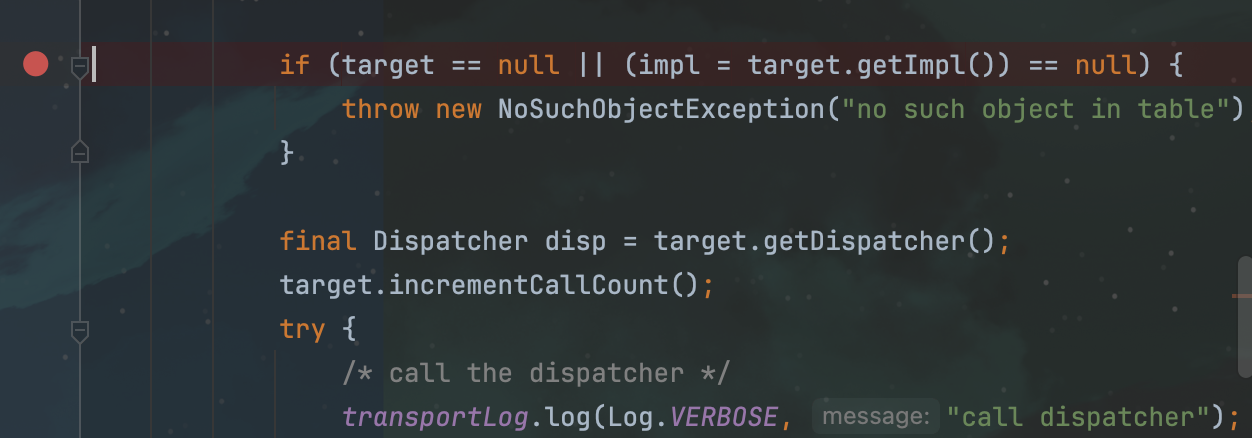 if (target == null || (impl = target.getImpl()) == null) {
throw new NoSuchObjectException("no such object in table")
}
final Dispatcher disp = target.getDispatcher();
target.incrementCallCount();
try {
/* call the dispatcher */
transportLog.log(Log.VERBOSE, message: "call dispatcher");